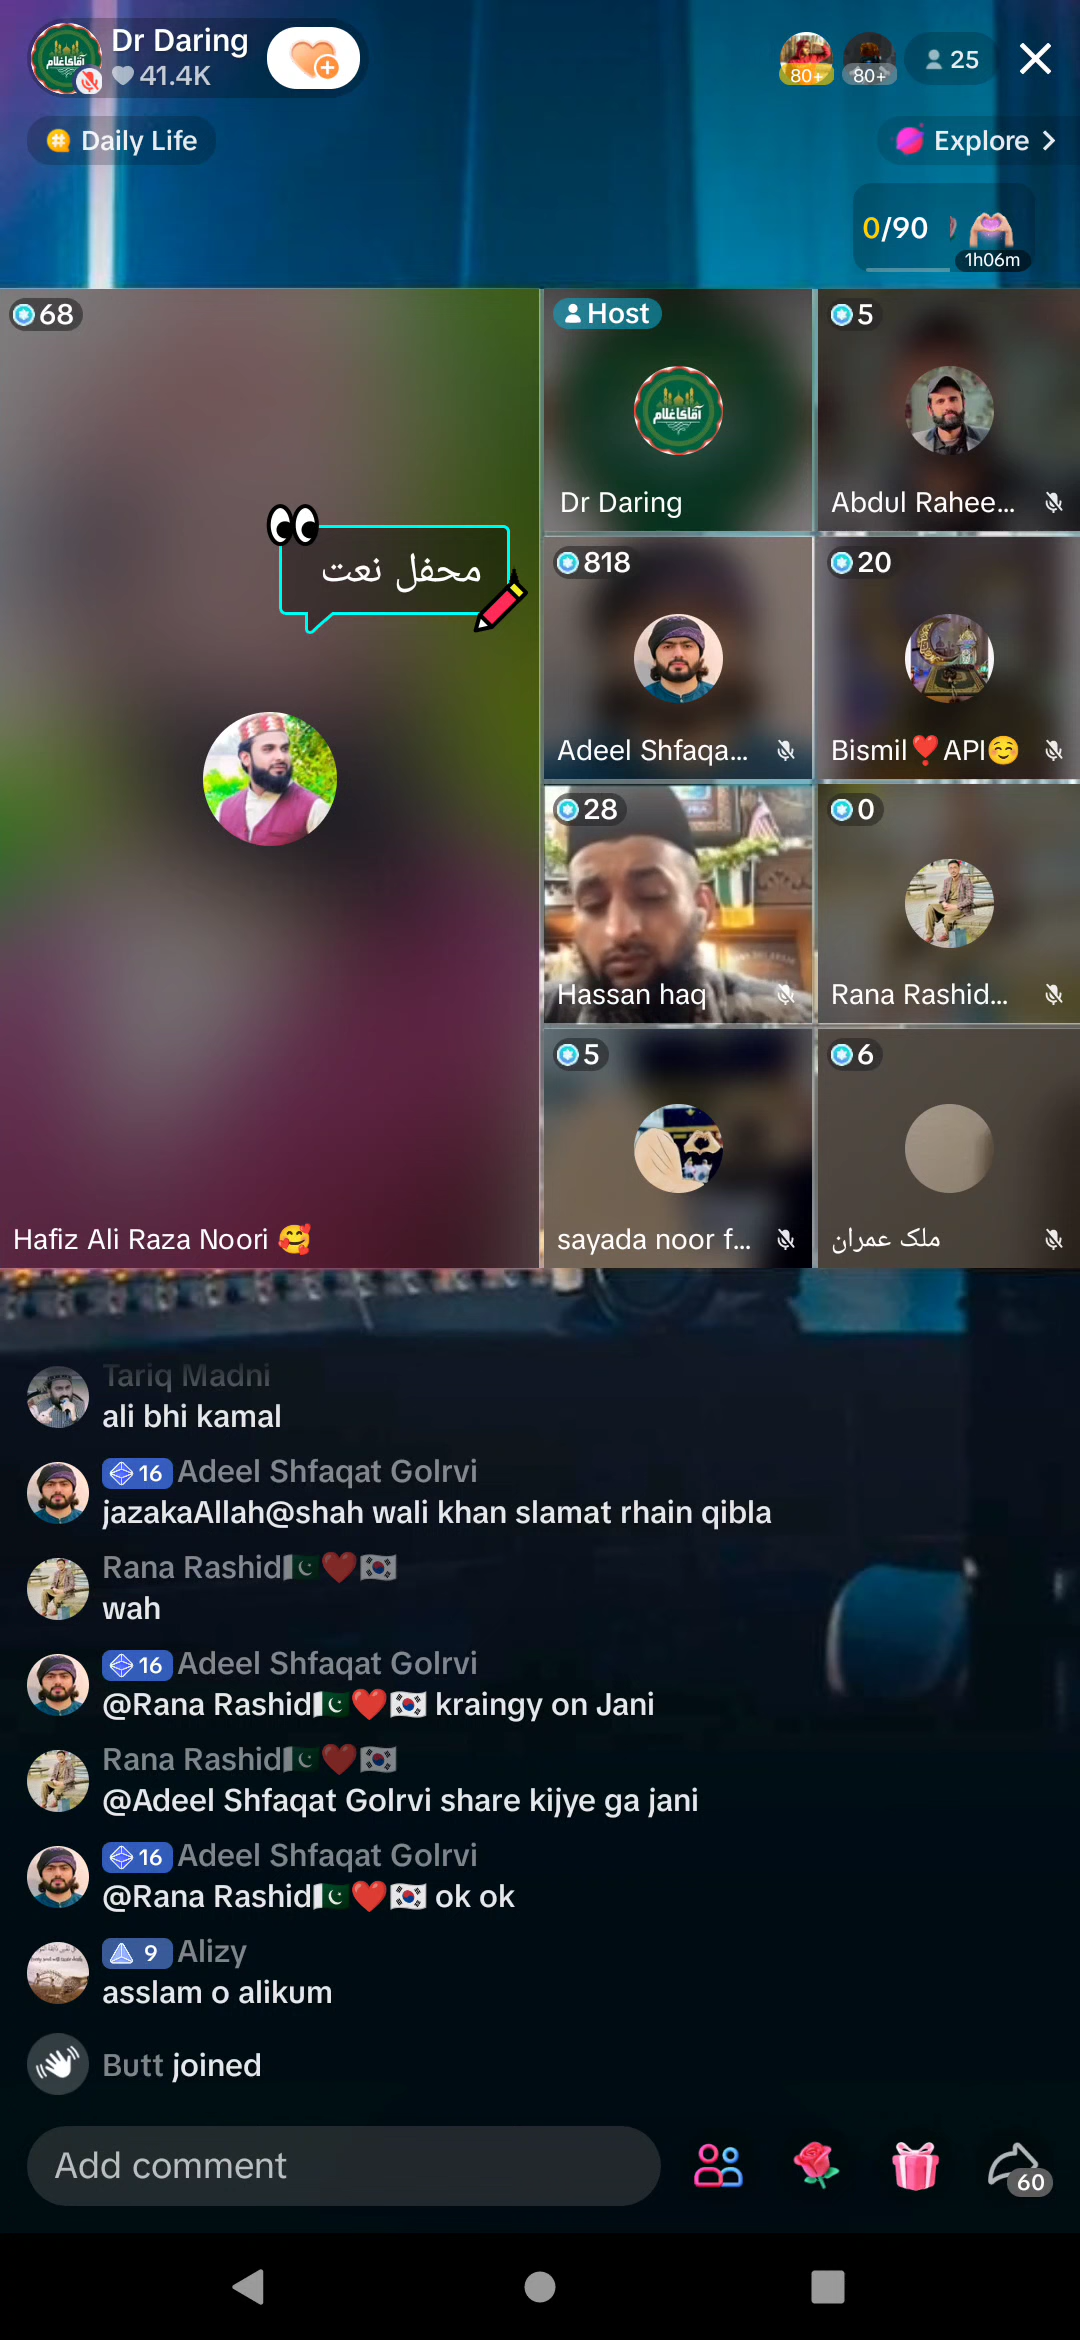 Dr Daring
41.4K
80+
80+
25
Daily Life
Explore
0/90
1h06m
68
Host
5
آقا کا غلام
Dr Daring
Abdul Rahee...
محفل نعت
818
20
Adeel Shfaqa...
Bismil❣️API☺️
28
0
Hassan haq
Rana Rashid...
5
6
Hafiz Ali Raza Noori 🥰
sayada noor f...
ملک عمران
Tariq Madni
ali bhi kamal
16 Adeel Shfaqat Golrvi
jazakaAllah@shah wali khan slamat rhain qibla
Rana Rashid🇵🇰❤️🇰🇷
wah
16 Adeel Shfaqat Golrvi
@Rana Rashid🇵🇰❤️🇰🇷 kraingy on Jani
Rana Rashid🇵🇰❤️🇰🇷
@Adeel Shfaqat Golrvi share kijye ga jani
16 Adeel Shfaqat Golrvi
@Rana Rashid🇵🇰❤️🇰🇷 ok ok
9 Alizy
asslam o alikum
Butt joined
Add comment
60